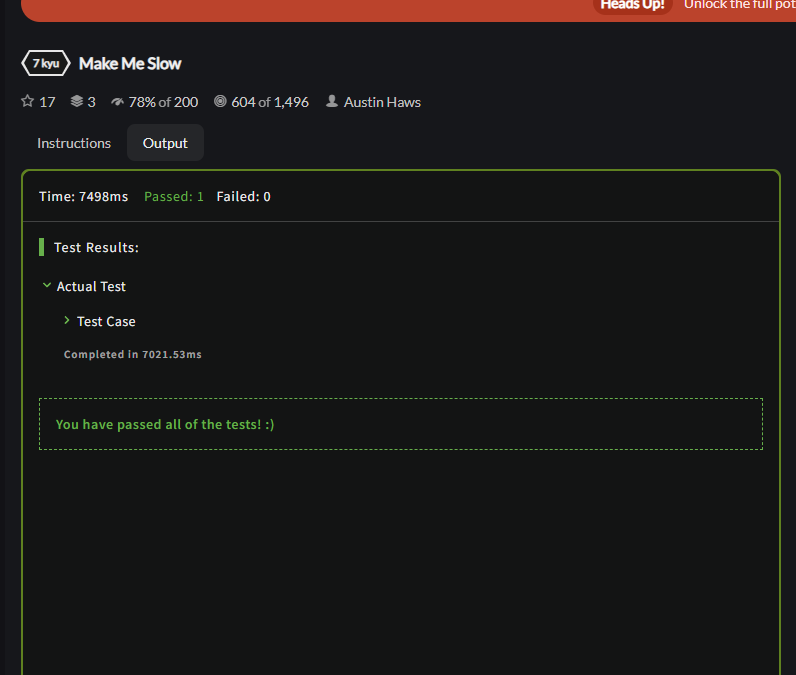 Heads Up! Unlock the full pot
7 kyu Make Me Slow
17 3 78% of 200 604 of 1,496 Austin Haws
Instructions Output
Time: 7498ms Passed: 1 Failed: 0
Test Results:
Actual Test
Test Case
Completed in 7021.53ms
You have passed all of the tests! :)